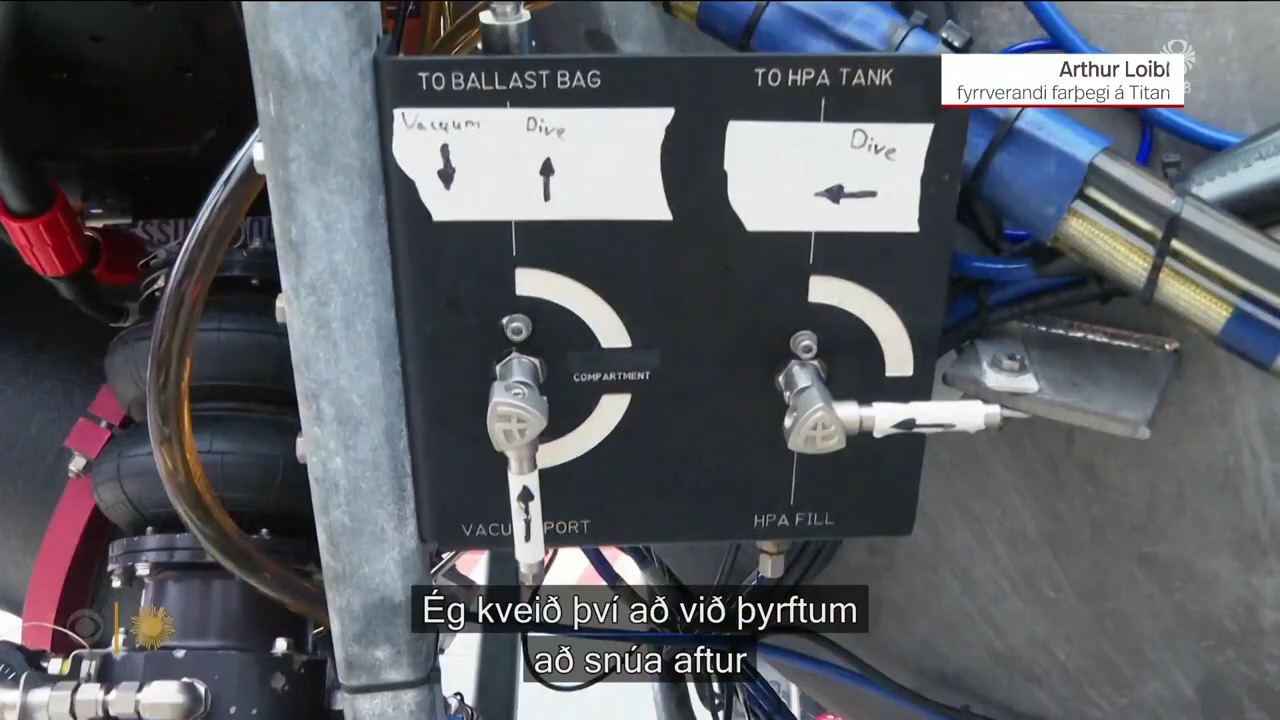 TO BALLAST BAG
TO HPA TANK
Arthur Loibl
fyrrverandi farþegi á Titan
Vacuum Dive
Dive
COMPARTMENT
HPA FILL
Ég kveið því að við þyrftum
að snúa aftur